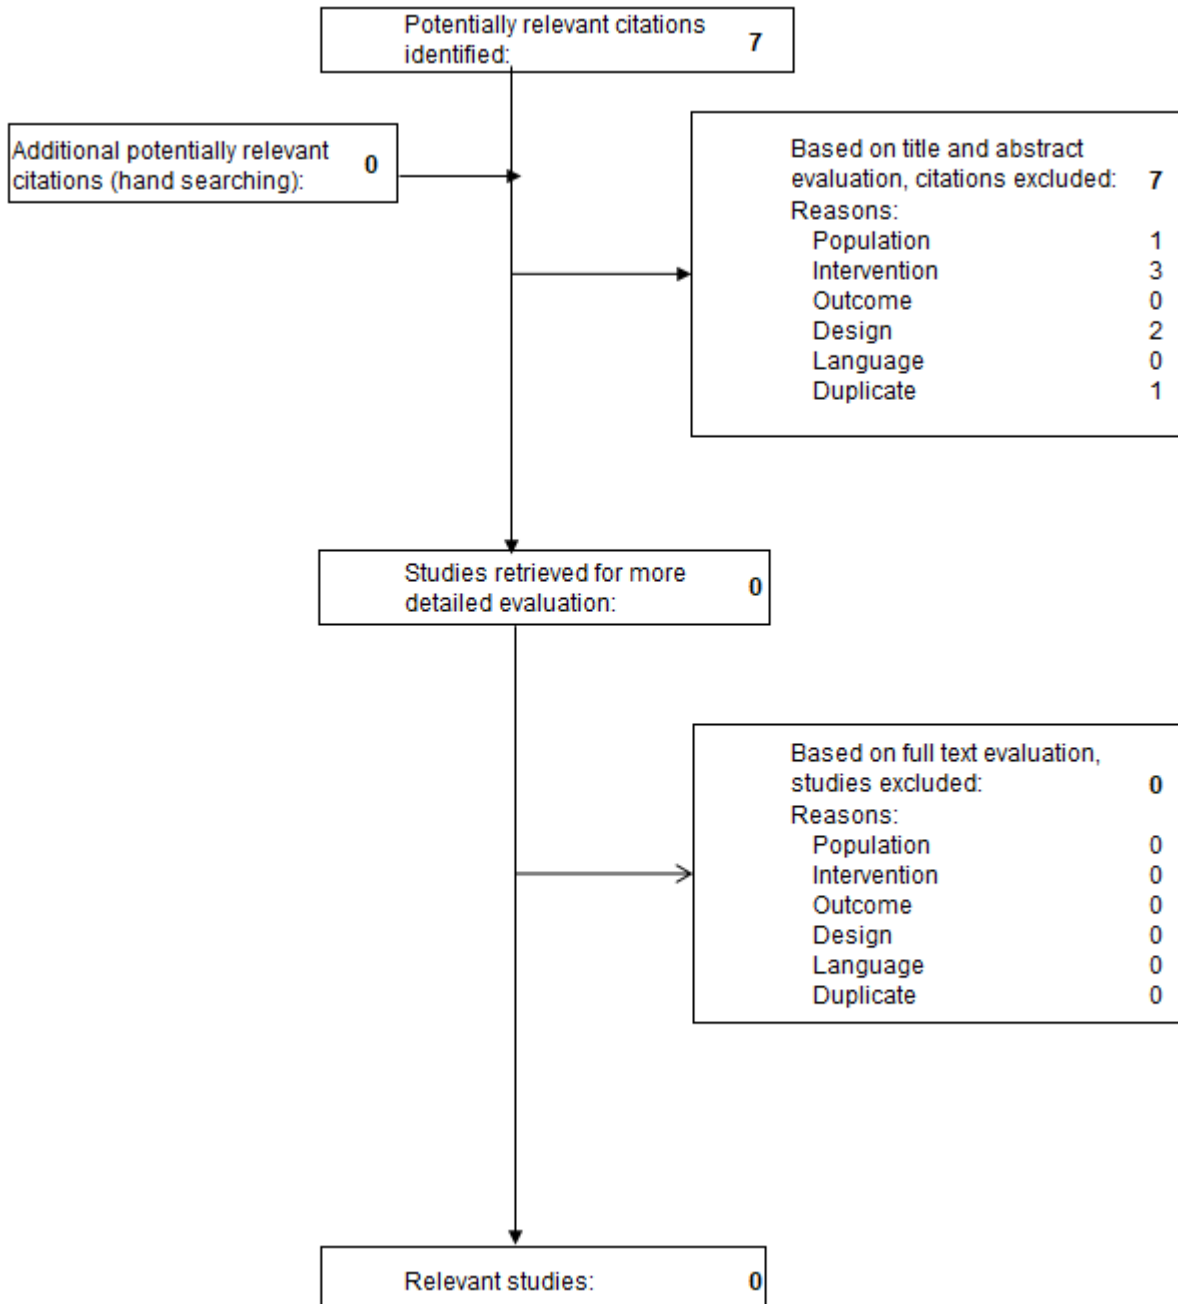 Potentially relevant citations
identified: 7
Additional potentially relevant
citations (hand searching): 0
Based on title and abstract
evaluation, citations excluded: 7
Reasons:
Population 1
Intervention 3
Outcome 0
Design 2
Language 0
Duplicate 1
Studies retrieved for more
detailed evaluation: 0
Based on full text evaluation,
studies excluded: 0
Reasons:
Population 0
Intervention 0
Outcome 0
Design 0
Language 0
Duplicate 0
Relevant studies: 0